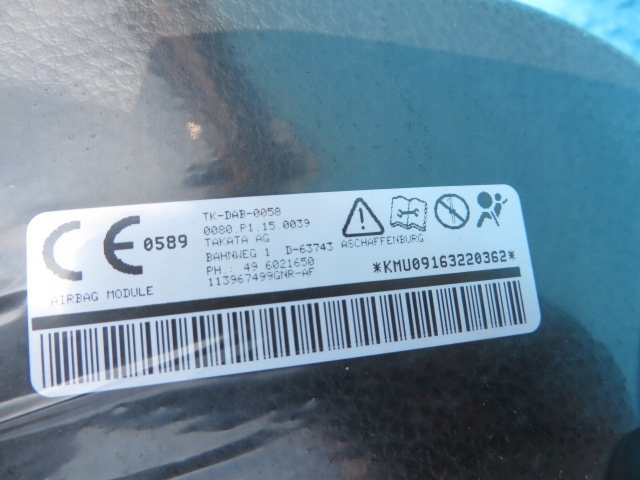 CE 0589
AIRBAG MODULE
TK-DAB-0058
0080.P1.15.0039
TAKATA AG
BAHNWEG 1 D-63743 ASCHAFFENBURG
PH.: 49 6021650
113967499GNR-AF
*KMU09163220362*